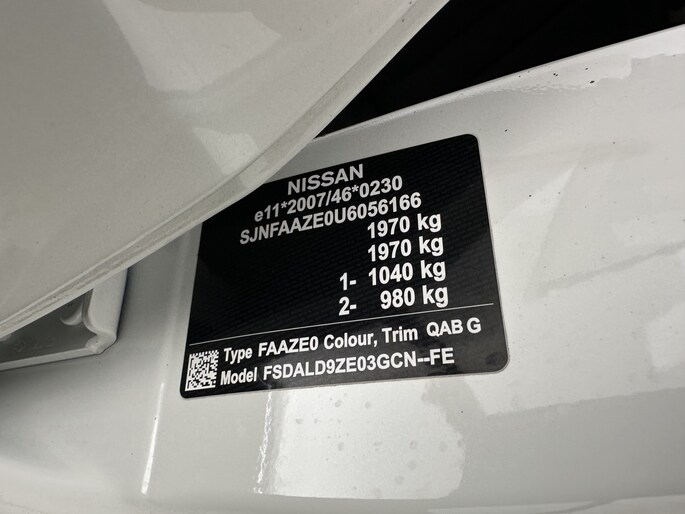 NISSAN
e11*2007/46*0230
SJNFAAZE0U6056166
1970 kg
1970 kg
1- 1040 kg
2- 980 kg
Type FAAZE0 Colour, Trim QAB G
Model FSDALD9ZE03GCN--FE